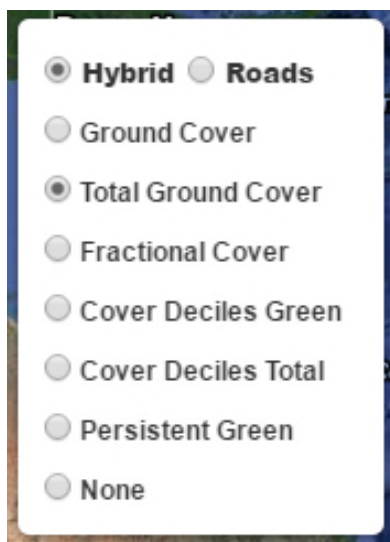 Hybrid Roads
Ground Cover
Total Ground Cover
Fractional Cover
Cover Deciles Green
Cover Deciles Total
Persistent Green
None